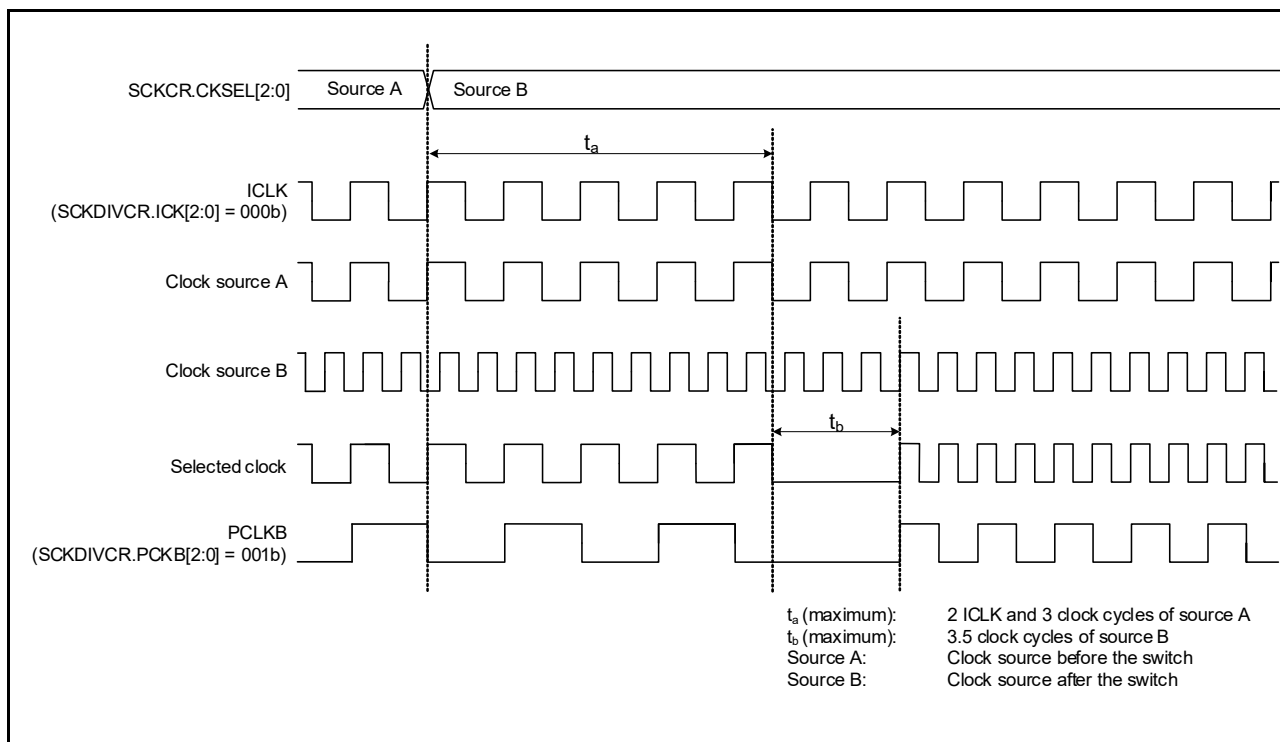 SCKCR.CKSEL[2:0] Source A Source B
ta
ICLK
(SCKDIVCR.ICK[2:0] = 000b)
Clock source A
Clock source B
tb
Selected clock
PCLKB
(SCKDIVCR.PCKB[2:0] = 001b)
ta (maximum): 2 ICLK and 3 clock cycles of source A
tb (maximum): 3.5 clock cycles of source B
Source A: Clock source before the switch
Source B: Clock source after the switch